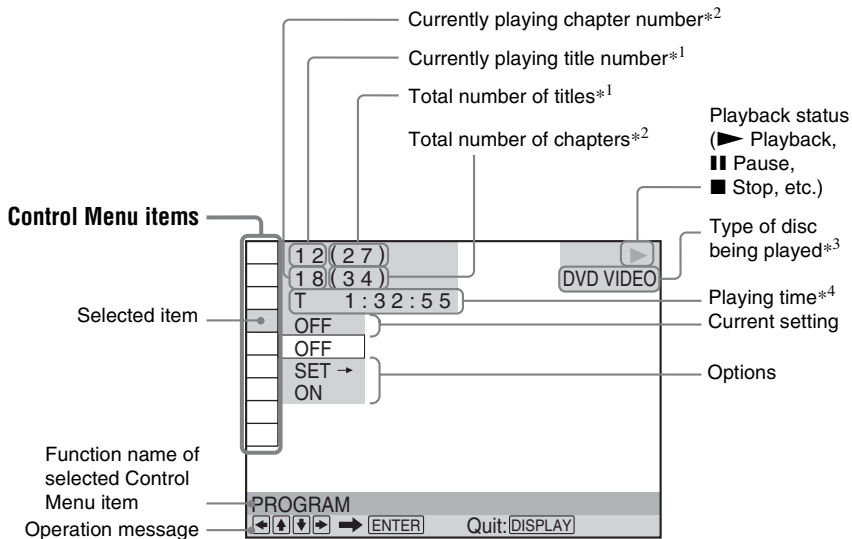 Currently playing chapter number*2
Currently playing title number*1
Total number of titles*1
Total number of chapters*2
Playback status
(► Playback,
II Pause,
■ Stop, etc.)
Control Menu items
Type of disc
being played*3
12(27)
18(34)
DVD VIDEO
T 1:32:55
Playing time*4
Selected item
OFF
Current setting
OFF
SET →
ON
Options
Function name of
selected Control
Menu item
PROGRAM
Operation message
←↑↓→ → ENTER Quit: DISPLAY